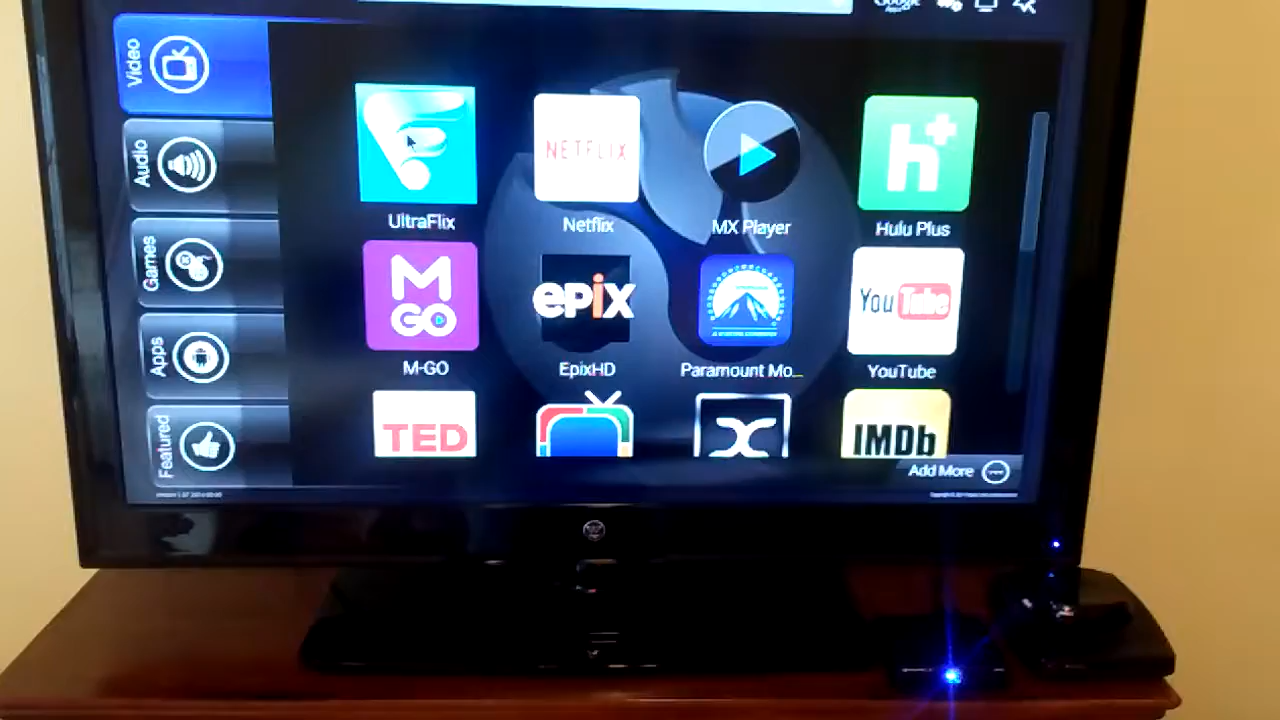 Google
Video
Audio
Games
Apps
Featured
NETFLIX
h+
UltraFlix
Netflix
MX Player
Hulu Plus
M
GO
epix
You Tube
M-GO
EpixHD
Paramount Mo...
YouTube
TED
IMDb
Add More